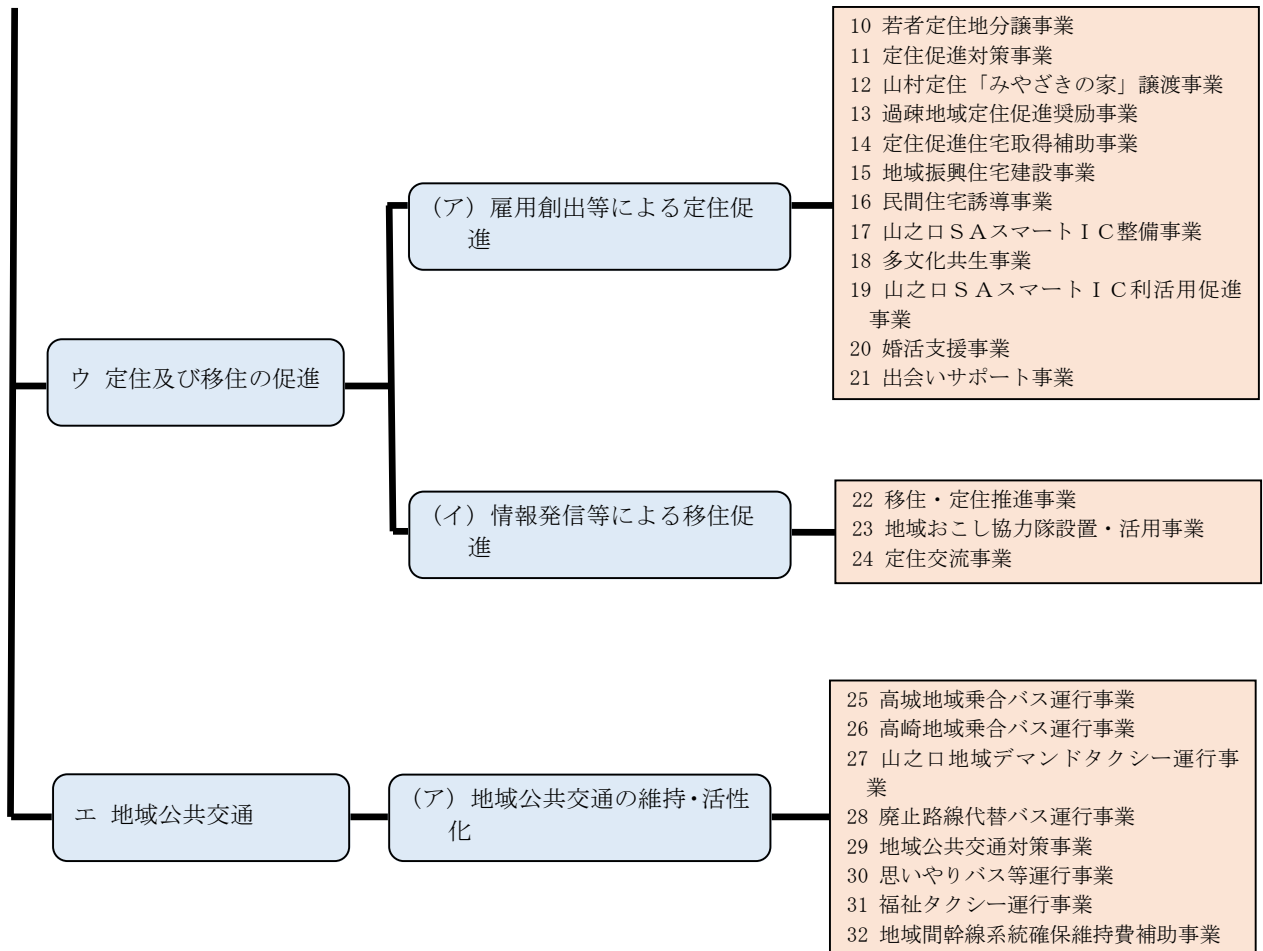 10 若者定住地分譲事業
11 定住促進対策事業
12 山村定住「みやざきの家」譲渡事業
13 過疎地域定住促進奨励事業
14 定住促進住宅取得補助事業
15 地域振興住宅建設事業
16 民間住宅誘導事業
17 山之口ＳＡスマートＩＣ整備事業
18 多文化共生事業
19 山之口ＳＡスマートＩＣ利活用促進
事業
20 婚活支援事業
21 出会いサポート事業
（ア）雇用創出等による定住促
進
ウ 定住及び移住の促進
（イ）情報発信等による移住促
進
22 移住・定住推進事業
23 地域おこし協力隊設置・活用事業
24 定住交流事業
エ 地域公共交通
（ア）地域公共交通の維持・活性
化
25 高城地域乗合バス運行事業
26 高崎地域乗合バス運行事業
27 山之口地域デマンドタクシー運行事
業
28 廃止路線代替バス運行事業
29 地域公共交通対策事業
30 思いやりバス等運行事業
31 福祉タクシー運行事業
32 地域間幹線系統確保維持費補助事業